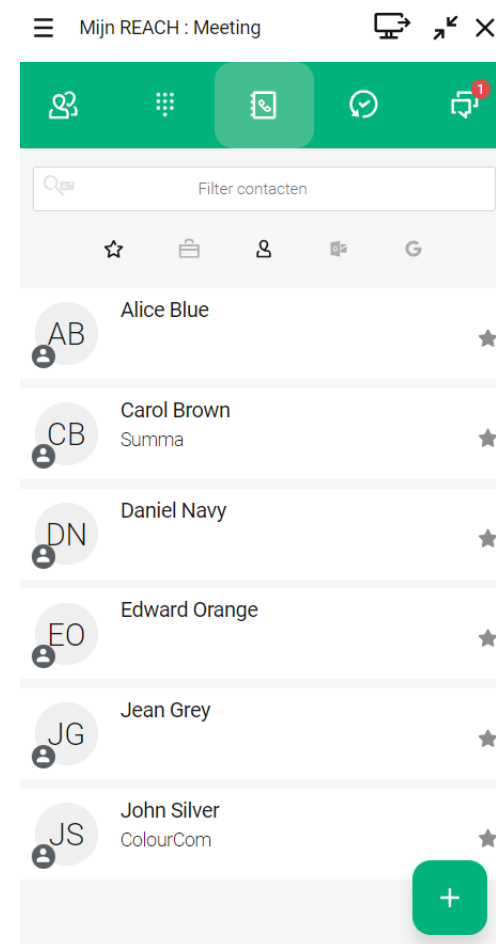 Mijn REACH : Meeting
1
Filter contacten
G
AB
Alice Blue
CB
Carol Brown
Summa
DN
Daniel Navy
EO
Edward Orange
JG
Jean Grey
JS
John Silver
ColourCom
+